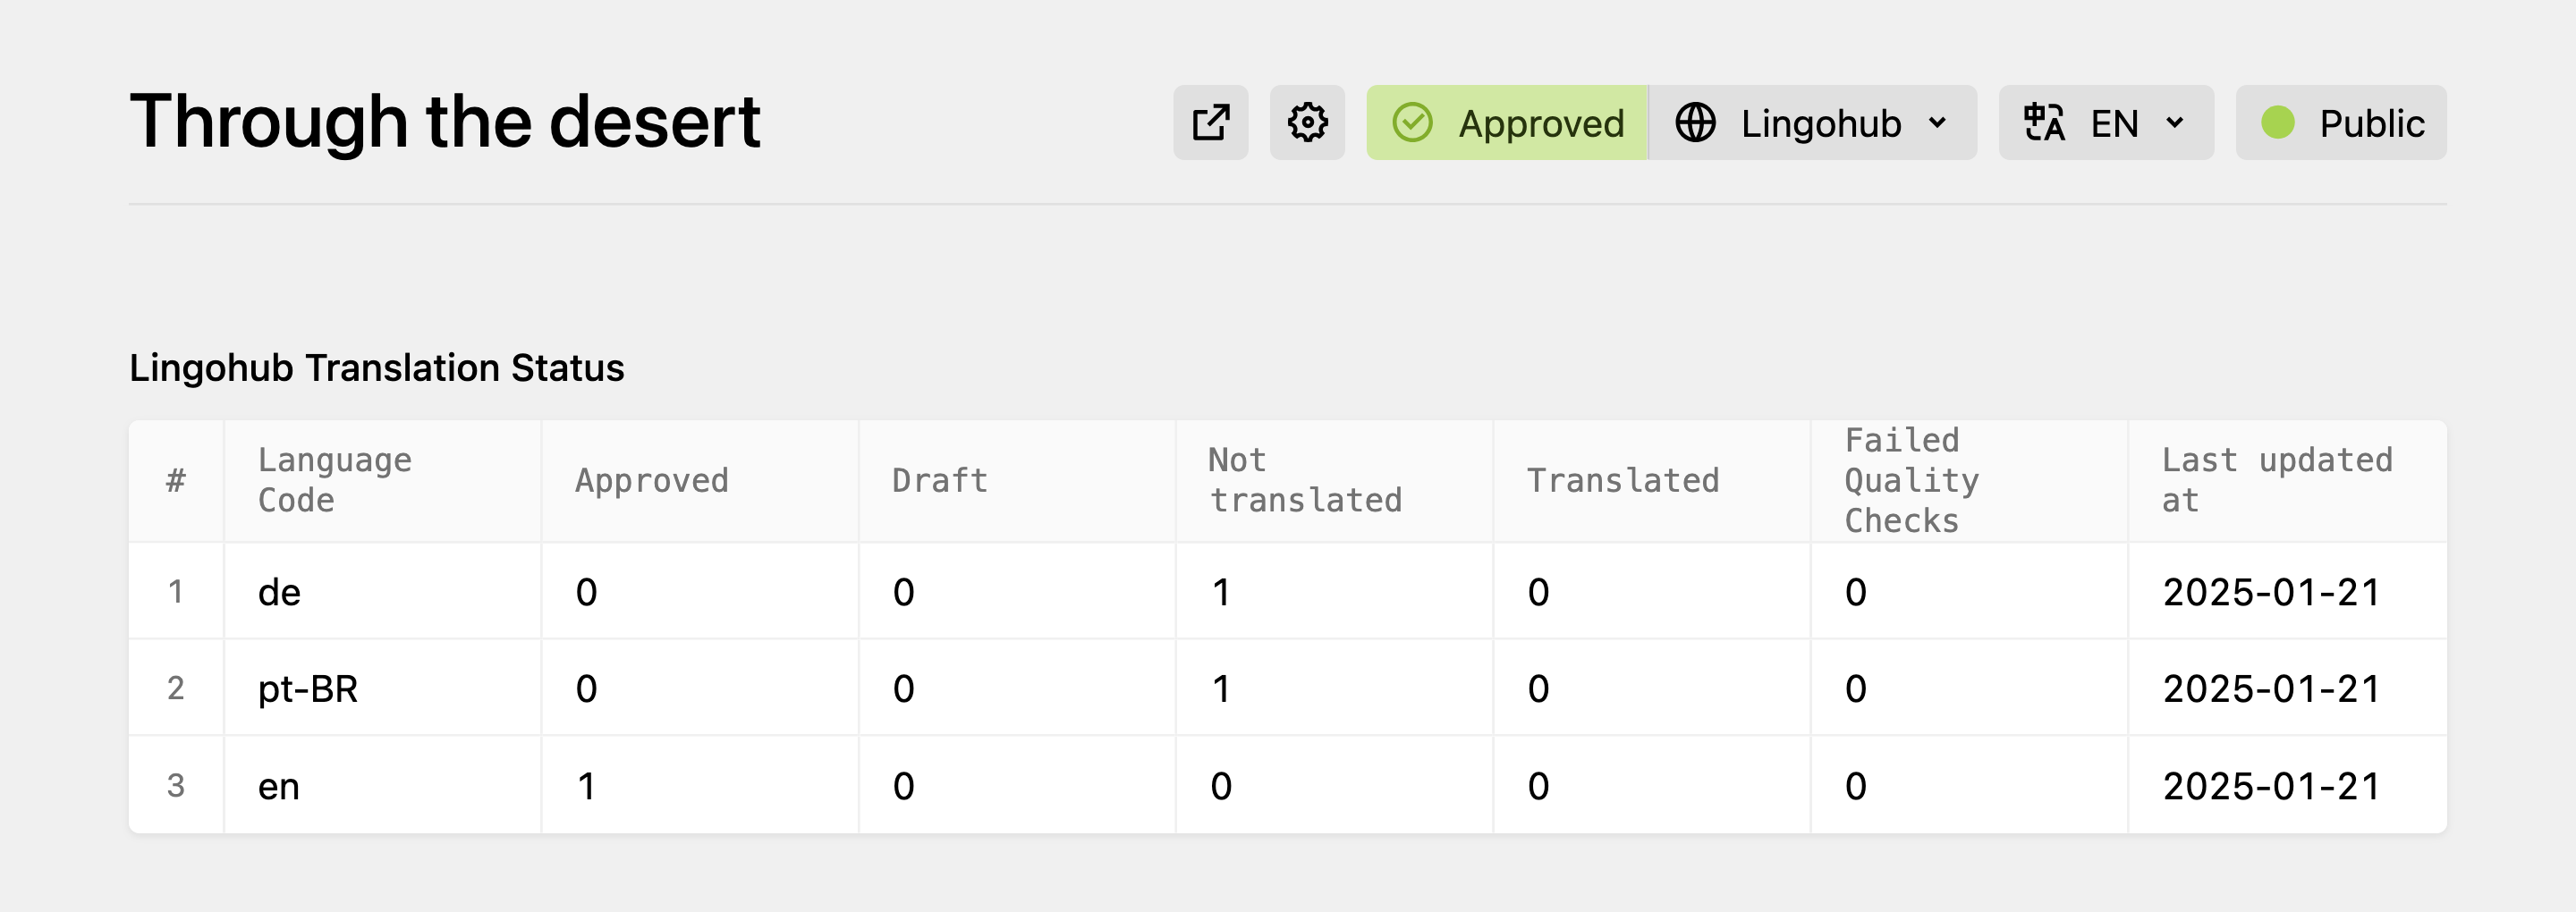 Through the desert
Approved Lingohub EN Public
Lingohub Translation Status
# Language Code Approved Draft Not translated Translated Failed Quality Checks Last updated at
1 de 0 0 1 0 0 2025-01-21
2 pt-BR 0 0 1 0 0 2025-01-21
3 en 1 0 0 0 0 2025-01-21